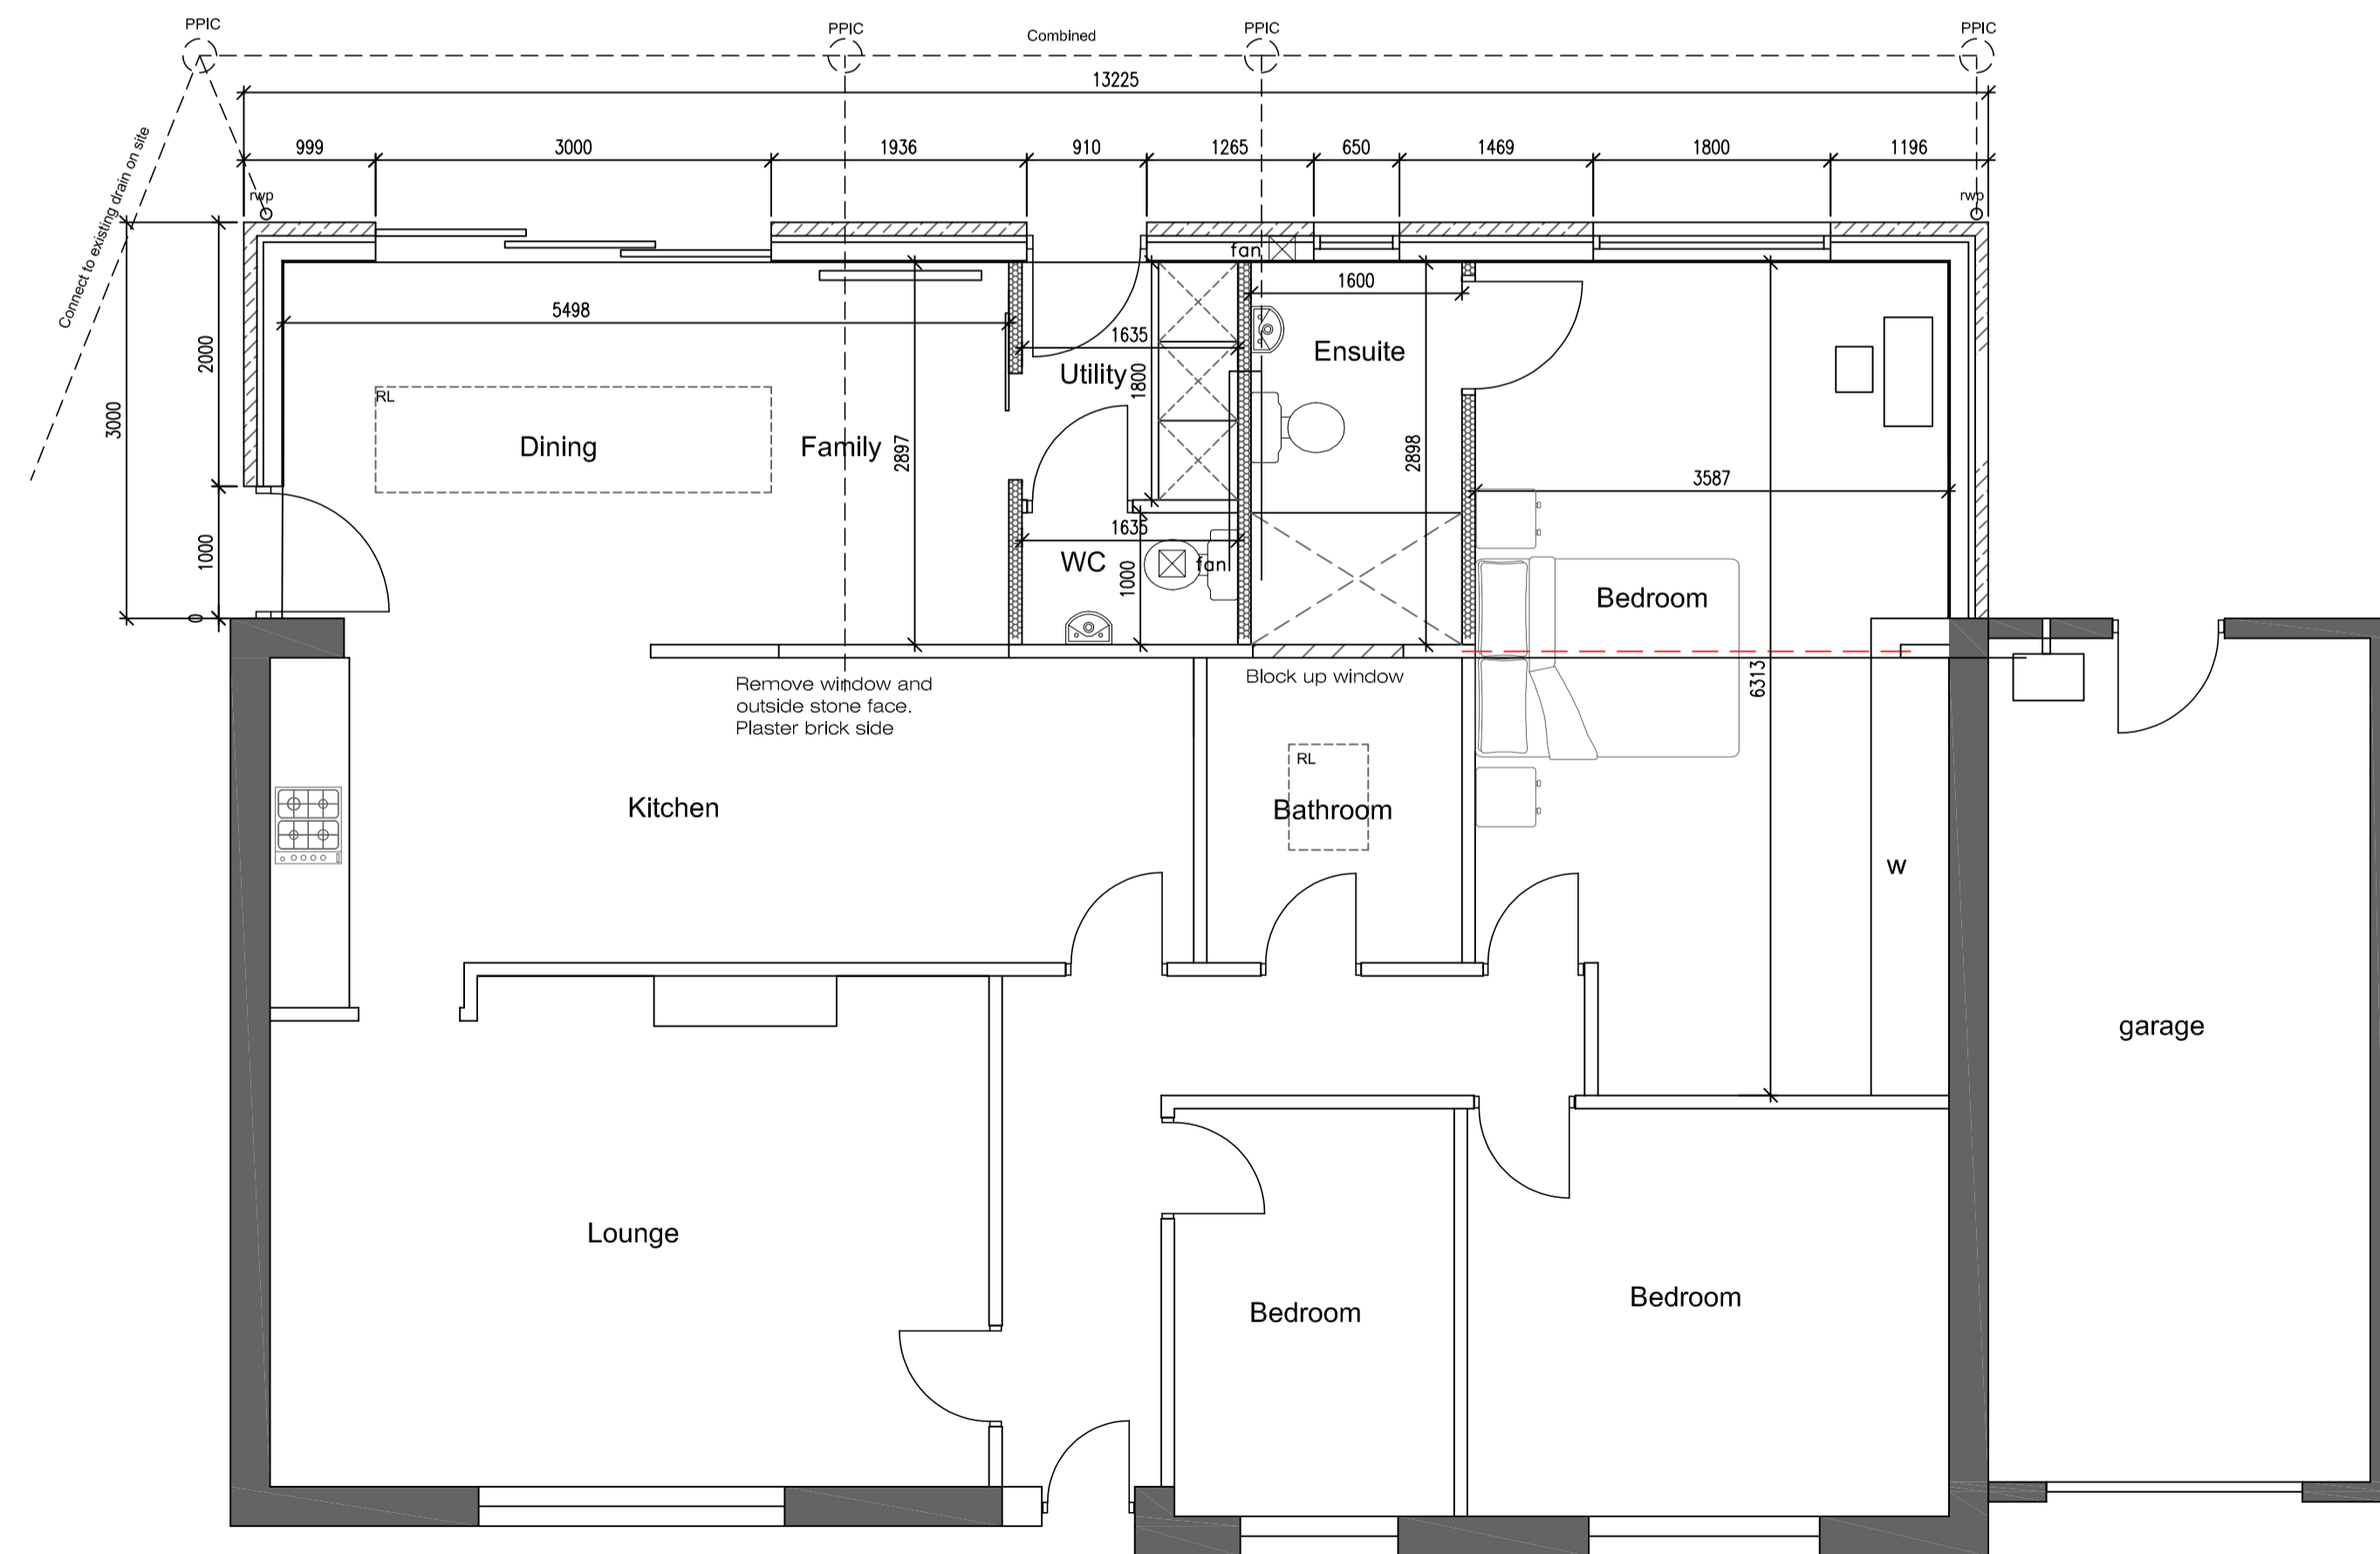 PPIC
PPIC
Combined
PPIC
PPIC
13225
999
3000
1936
910
1265
650
1469
1800
1196
Connect to existing drain on site
rwp
rwp
fan
1600
5498
1635
Utility
1800
Ensuite
2000
3000
RL
Dining
Family
2897
2898
3587
1635
1000
0
WC
1000
fan
Bedroom
6313
Remove window and
outside stone face.
Plaster brick side
Block up window
RL
Kitchen
Bathroom
w
garage
Lounge
Bedroom
Bedroom